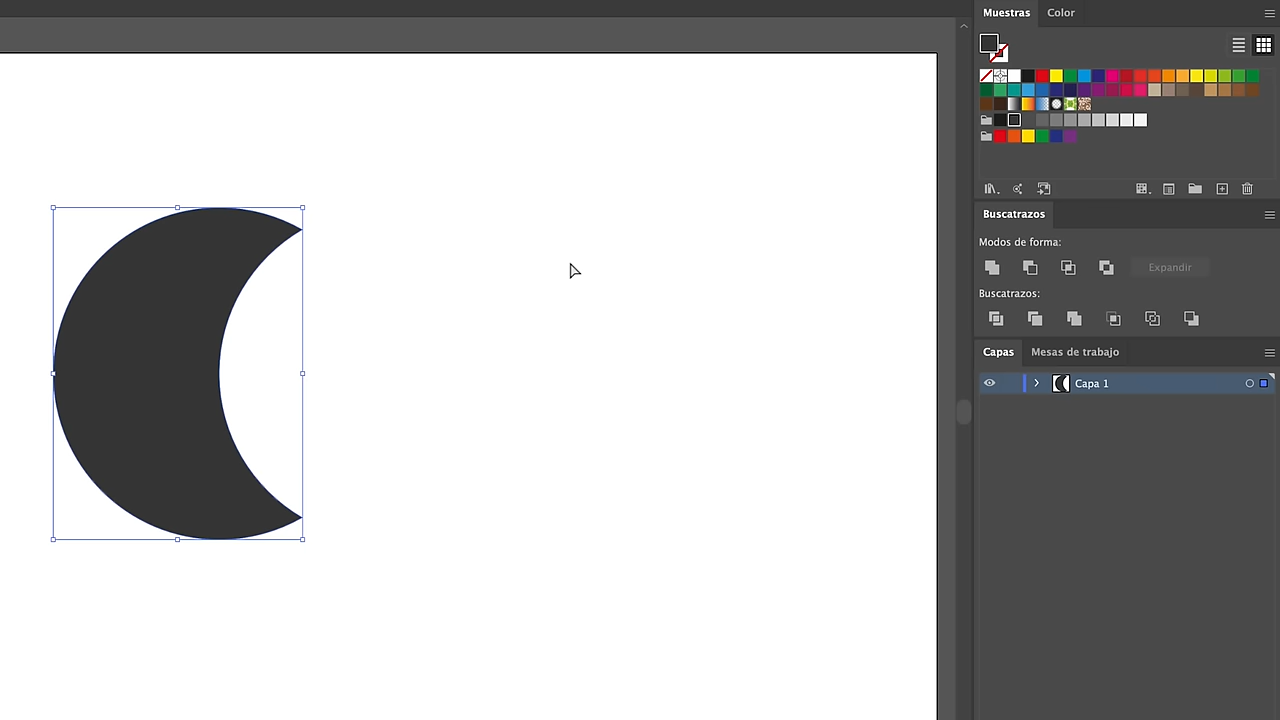 Muestras Color
Buscatrazos
Modos de forma:
Expandir
Buscatrazos:
Capas Mesas de trabajo
Capa 1